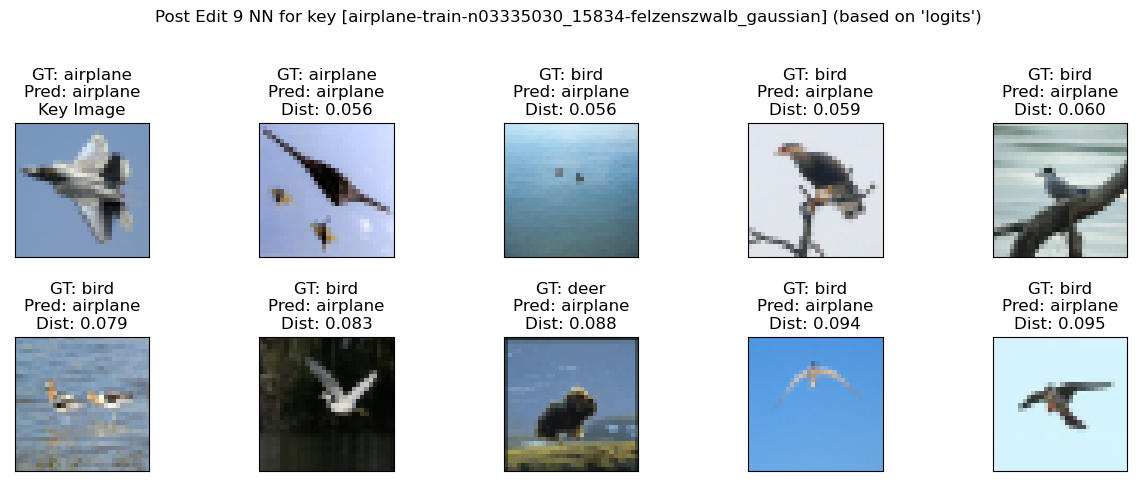 Post Edit 9 NN for key [airplane-train-n03335030_15834-felzenszwalb_gaussian] (based on 'logits')
GT: airplane
Pred: airplane
Key Image
GT: airplane
Pred: airplane
Dist: 0.056
GT: bird
Pred: airplane
Dist: 0.056
GT: bird
Pred: airplane
Dist: 0.059
GT: bird
Pred: airplane
Dist: 0.060
GT: bird
Pred: airplane
Dist: 0.079
GT: bird
Pred: airplane
Dist: 0.083
GT: deer
Pred: airplane
Dist: 0.088
GT: bird
Pred: airplane
Dist: 0.094
GT: bird
Pred: airplane
Dist: 0.095